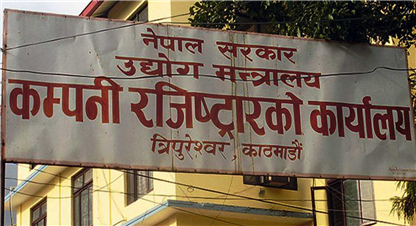 नेपाल सरकार
उद्योग मन्त्रालय
कम्पनी रजिष्ट्रारको कार्यालय
त्रिपुरेश्वर, काठमाडौं